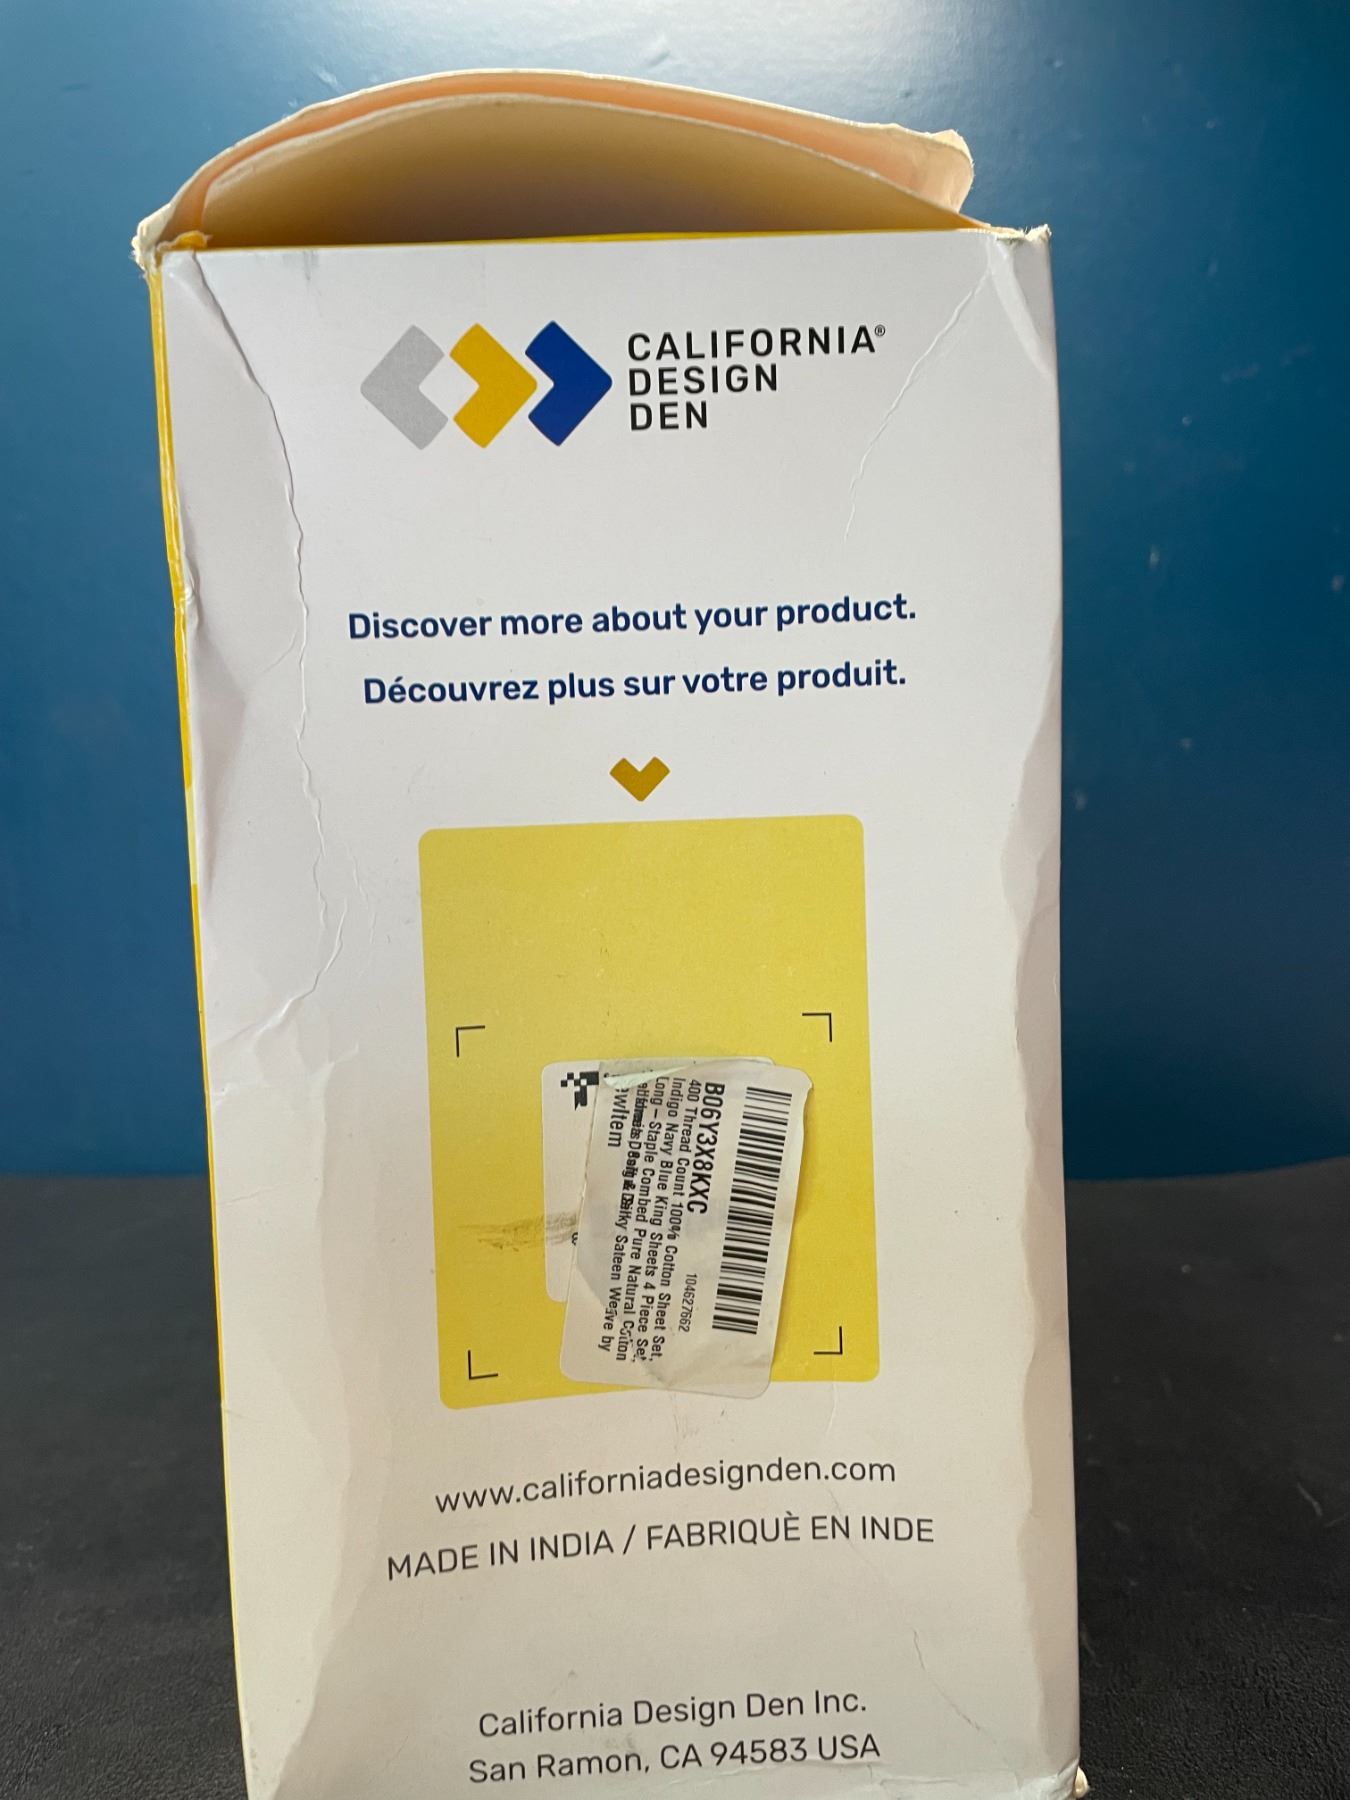 CALIFORNIA®
DESIGN
DEN
Discover more about your product.
Découvrez plus sur votre produit.
B06Y3X8KXC 104627662
400 Thread Count 100% Cotton Sheet Set,
Indigo Navy Blue King Sheets 4 Piece Set,
Long-Staple Combed Pure Natural Cotton
Silky Sateen Weave by
www.californiadesignden.com
MADE IN INDIA / FABRIQUÈ EN INDE
California Design Den Inc.
San Ramon, CA 94583 USA